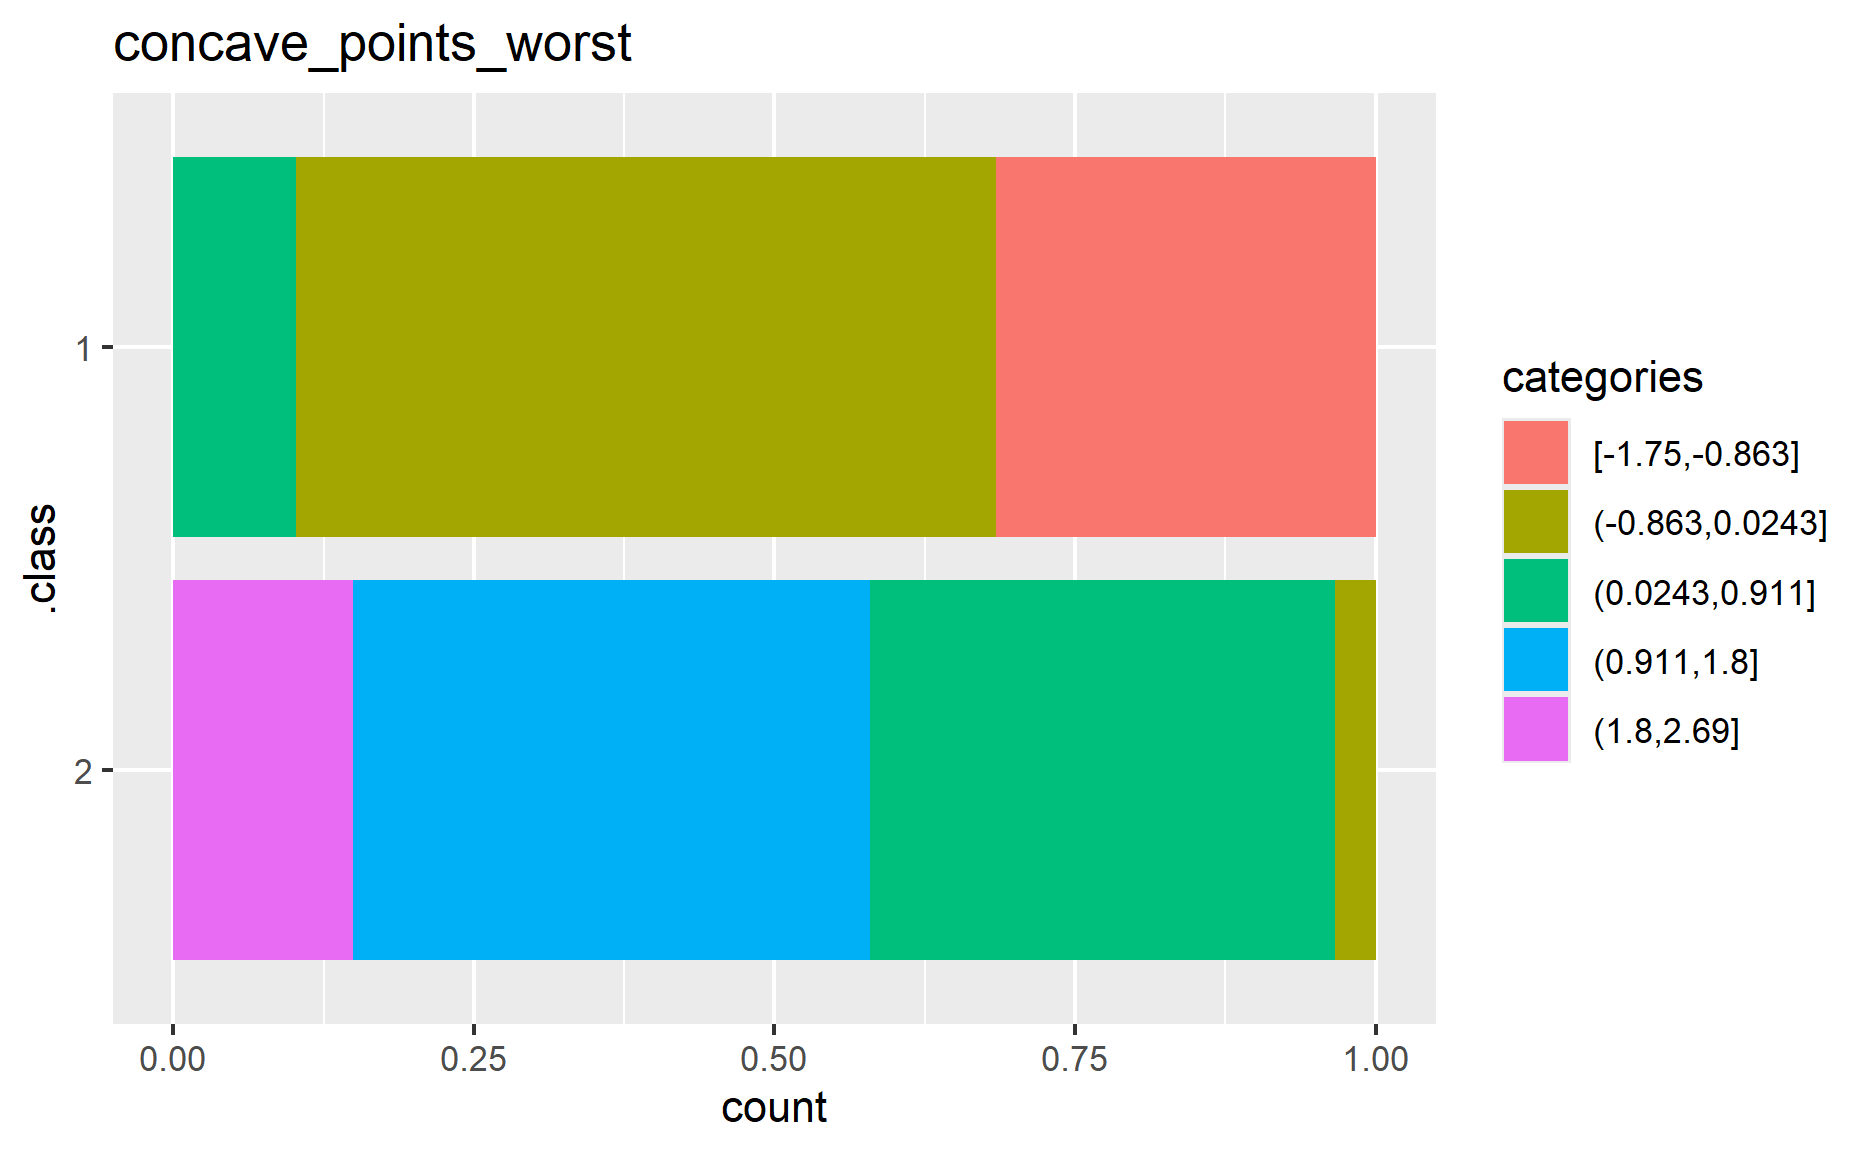 concave_points_worst
.class
1
2
0.00 0.25 0.50 0.75 1.00
count
categories
[-1.75,-0.863]
(-0.863,0.0243]
(0.0243,0.911]
(0.911,1.8]
(1.8,2.69]